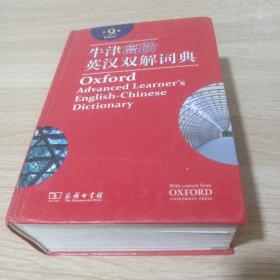 第9版
牛津高阶
英汉双解词典
Oxford
Advanced Learner's
English-Chinese
Dictionary
商务印书馆
The Commercial Press
With content from
OXFORD
UNIVERSITY PRESS